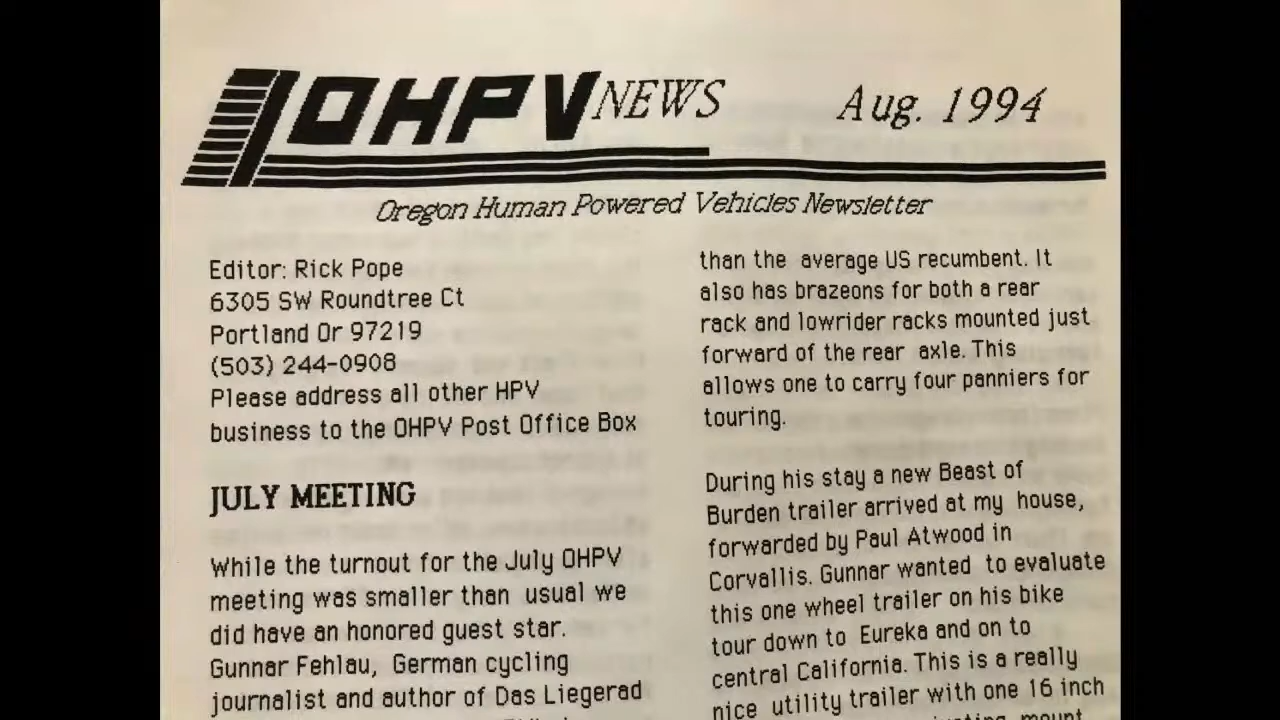 OHPV NEWS Aug. 1994
Oregon Human Powered Vehicles Newsletter
Editor: Rick Pope
6305 SW Roundtree Ct
Portland Or 97219
(503) 244-0908
Please address all other HPV
business to the OHPV Post Office Box
JULY MEETING
While the turnout for the July OHPV
meeting was smaller than usual we
did have an honored guest star.
Gunnar Fehlau, German cycling
journalist and author of Das Liegerad
than the average US recumbent. It
also has brazeons for both a rear
rack and lowrider racks mounted just
forward of the rear axle. This
allows one to carry four panniers for
touring.
During his stay a new Beast of
Burden trailer arrived at my house,
forwarded by Paul Atwood in
Corvallis. Gunnar wanted to evaluate
this one wheel trailer on his bike
tour down to Eureka and on to
central California. This is a really
nice utility trailer with one 16 inch
mount